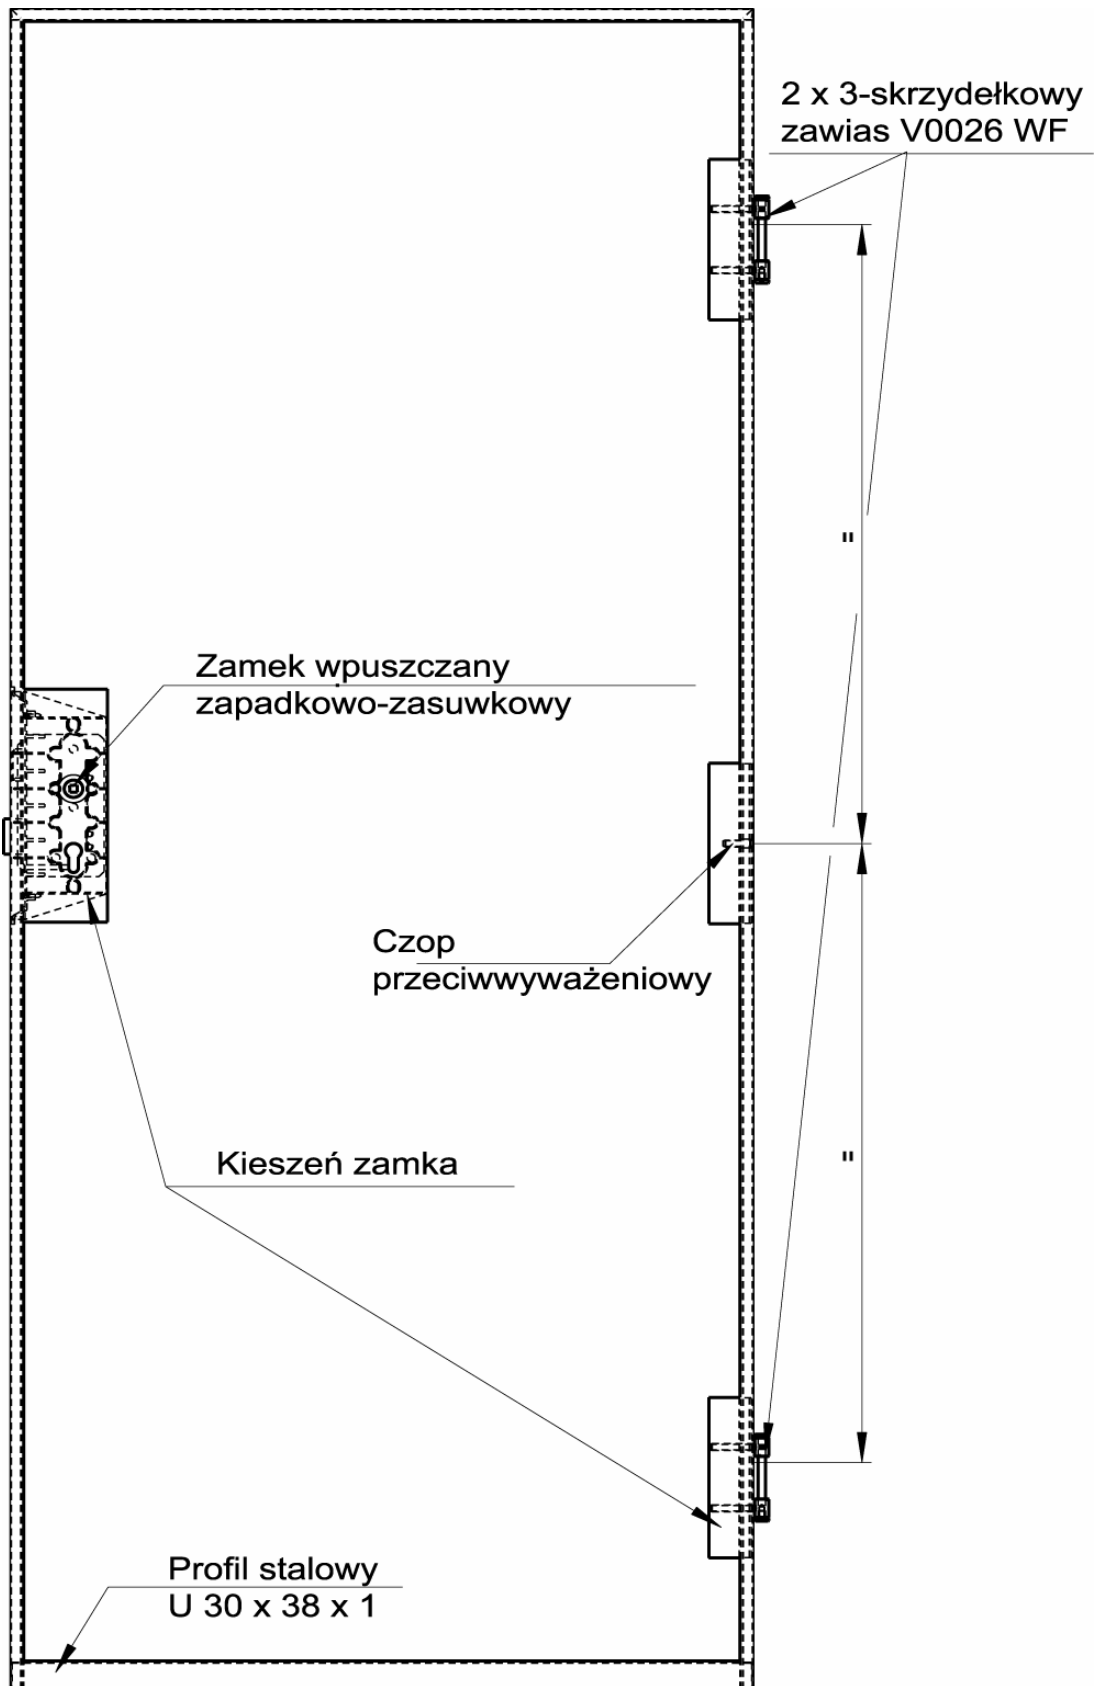 2 x 3-skrzydełkowy
zawias V0026 WF
"
Zamek wpuszczany
zapadkowo-zasuwkowy
Czop
przeciwwyważeniowy
"
Kieszeń zamka
Profil stalowy
U 30 x 38 x 1